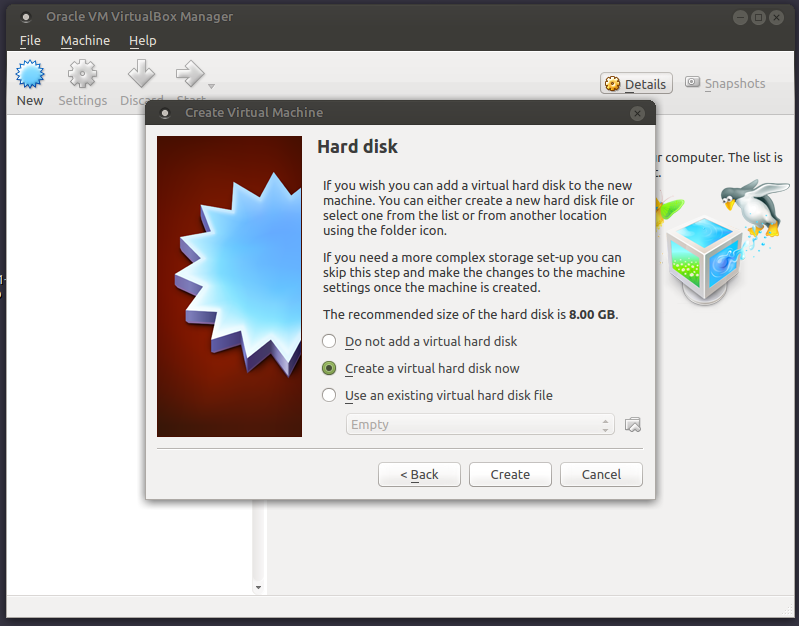 Oracle VM VirtualBox Manager
File Machine Help
New Settings Discard Start
Details Snapshots
Create Virtual Machine
Hard disk
r computer. The list is
t.
If you wish you can add a virtual hard disk to the new
machine. You can either create a new hard disk file or
select one from the list or from another location
using the folder icon.
If you need a more complex storage set-up you can
skip this step and make the changes to the machine
settings once the machine is created.
The recommended size of the hard disk is 8.00 GB.
Do not add a virtual hard disk
Create a virtual hard disk now
Use an existing virtual hard disk file
Empty
< Back Create Cancel